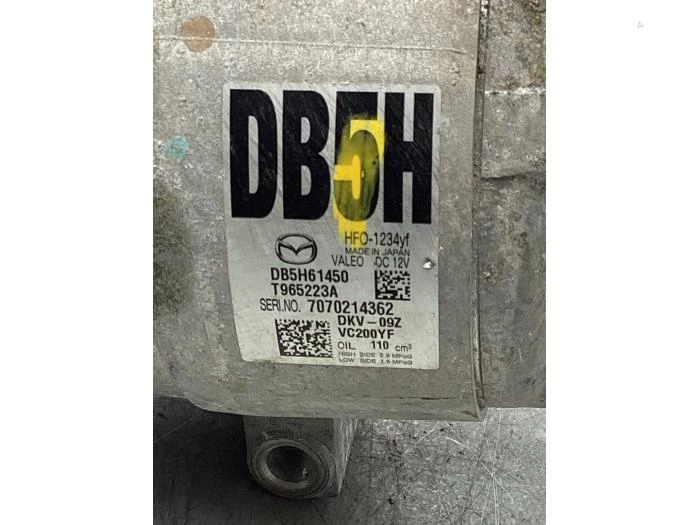 DB5H
HFO-1234yf
MADE IN JAPAN
VALEO DC 12V
DB5H61450
T965223A
SERI.NO. 7070214362
DKV-09Z
VC200YF
OIL 110 cm³
HIGH SIDE 2.9 MPaG
LOW SIDE 1.5 MPaG